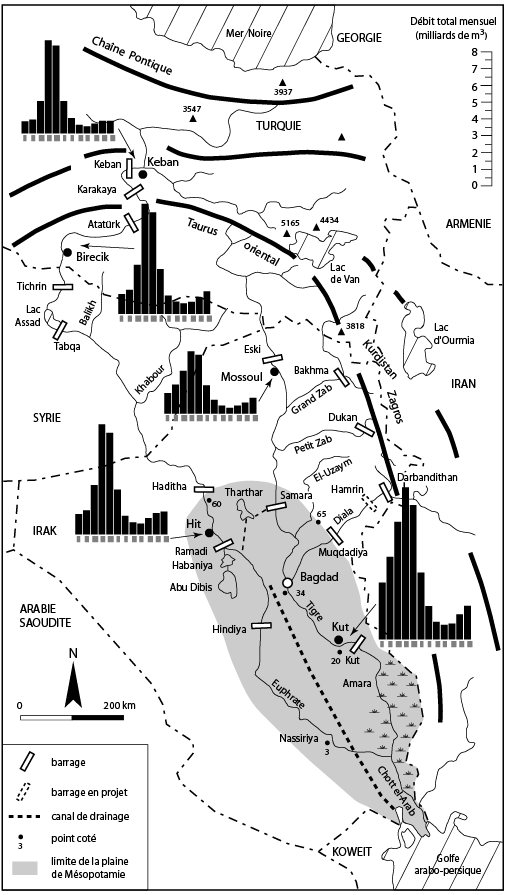 Mer Noire
GEORGIE
Débit total mensuel
(milliards de m³)
8
7
6
5
4
3
2
1
0
Chaîne Pontique
3937
3547
TURQUIE
Keban
Keban
Karakaya
ARMENIE
Atatürk
Taurus
oriental
5165
4434
Birecik
Lac
de Van
Tichrin
Balikh
Lac
Assad
Tabqa
3818
Lac
d'Ourmia
Kurdistan
Zagros
IRAN
Khabour
Eski
Mossoul
Bakhma
Grand Zab
Dukan
SYRIE
Petit Zab
El-Uzaym
Darbandithan
Hamrin
Haditha
60
Tharthar
Samara
65
Diala
Hit
IRAK
Ramadi
Habaniya
Muqdadiya
Abu Dibis
Bagdad
34
Tigre
ARABIE
SAOUDITE
Hindiya
Kut
20
Kut
N
Amara
0
200 km
Euphrate
Nassiriya
3
Chott el-Arab
barrage
barrage en projet
canal de drainage
point coté
3
limite de la plaine
de Mésopotamie
KOWEIT
Golfe
arabo-persique